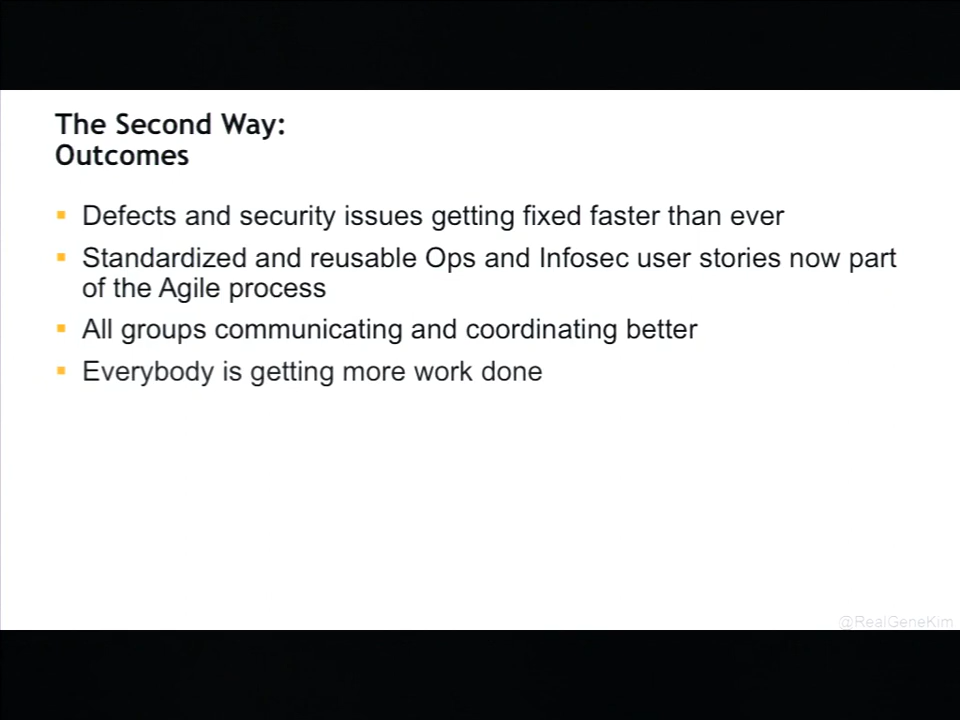 The Second Way:
Outcomes
Defects and security issues getting fixed faster than ever
Standardized and reusable Ops and Infosec user stories now part
of the Agile process
All groups communicating and coordinating better
Everybody is getting more work done
@RealGeneKim